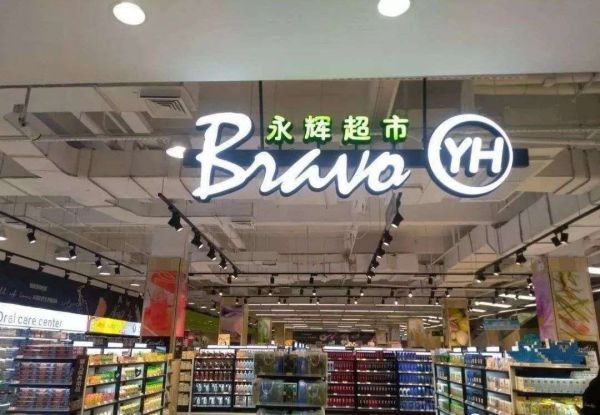 永辉超市
Bravo YH
Oral care center